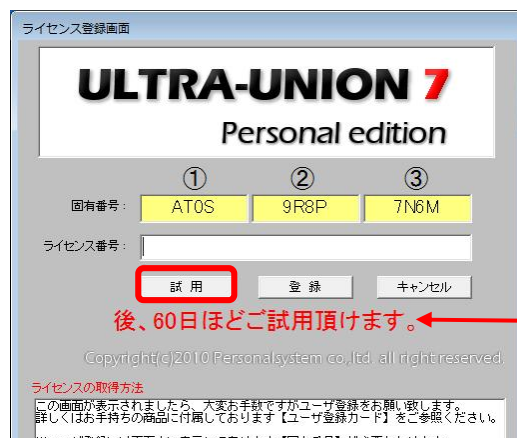 ライセンス登録画面
ULTRA-UNION 7
Personal edition
① ② ③
固有番号： AT0S 9R8P 7N6M
ライセンス番号：
試用 登録 キャンセル
後、60日ほどご試用頂けます。
Copyright(c)2010 Personalsystem co.,ltd. all right reserved.
ライセンスの取得方法
この画面が表示されましたら、大変お手数ですがユーザ登録をお願い致します。
詳しくはお手持ちの商品に付属しております【ユーザ登録カード】をご参照ください。